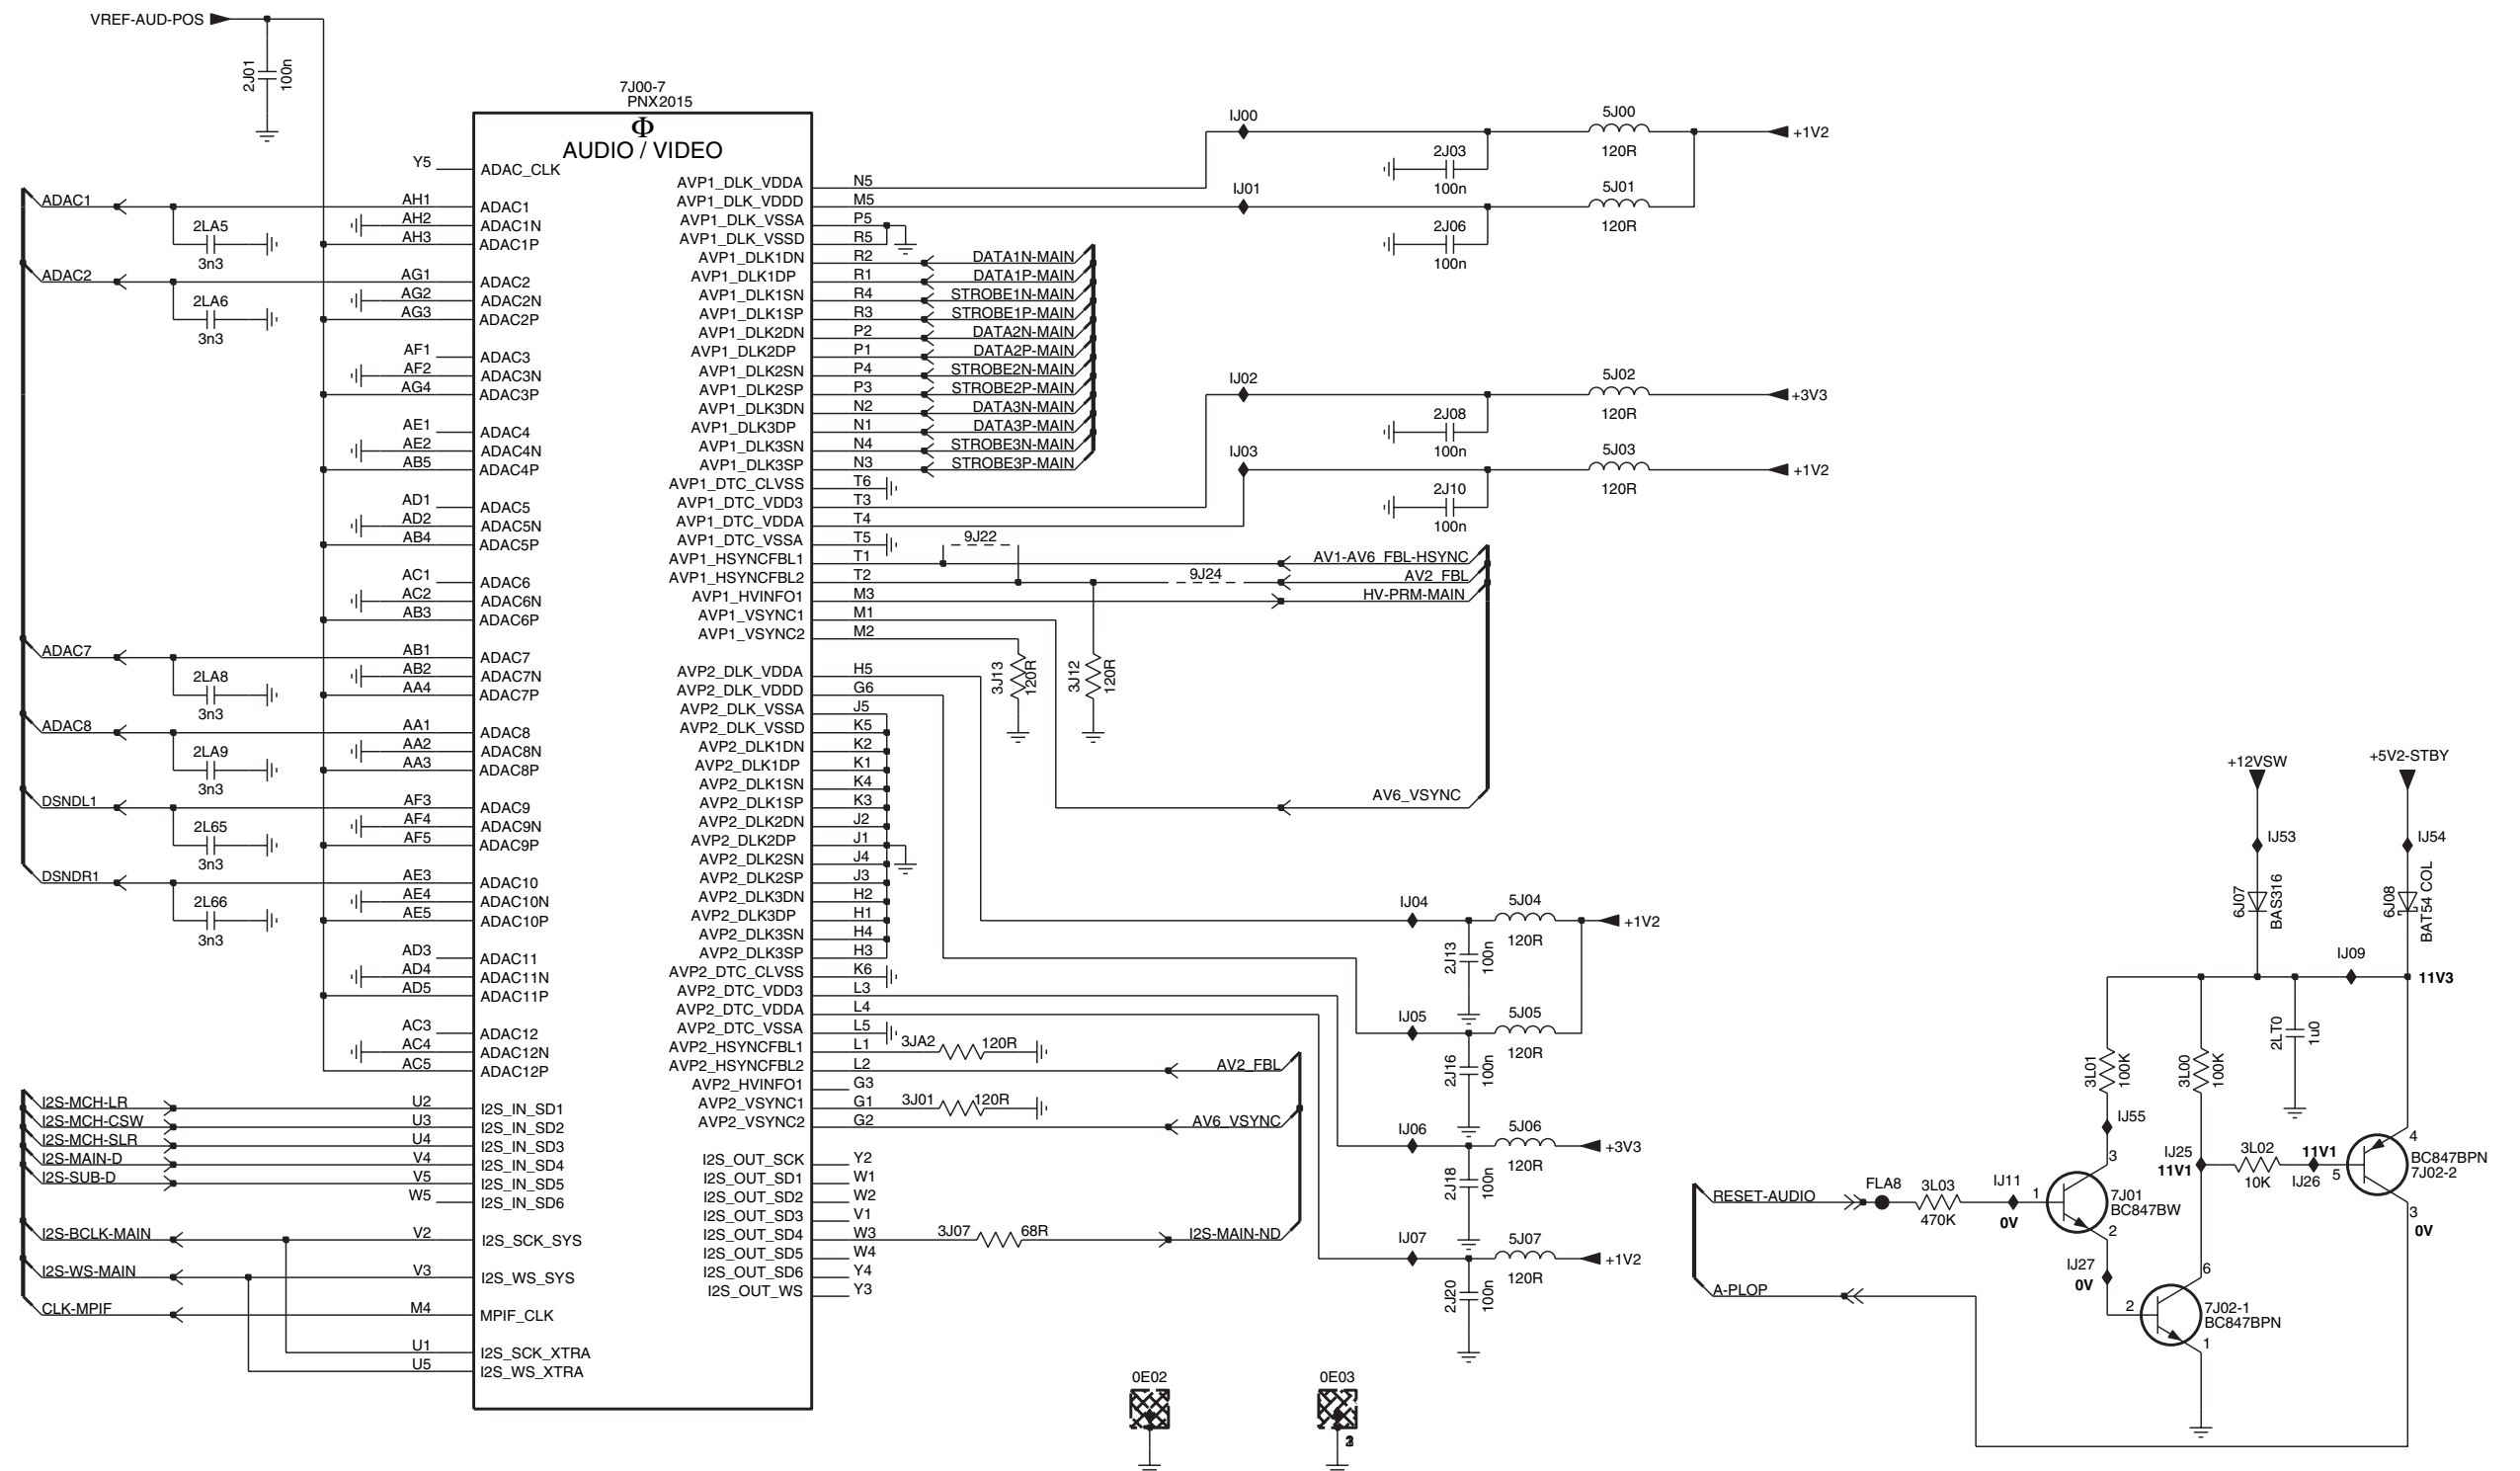 VREF-AUD-POS
2J01
100n
7J00-7
PNX2015
Φ
AUDIO / VIDEO
Y5 ADAC_CLK
ADAC1 AH1 ADAC1
2LA5 AH2 ADAC1N
3n3 AH3 ADAC1P
ADAC2 AG1 ADAC2
2LA6 AG2 ADAC2N
3n3 AG3 ADAC2P
AF1 ADAC3
AF2 ADAC3N
AG4 ADAC3P
AE1 ADAC4
AE2 ADAC4N
AB5 ADAC4P
AD1 ADAC5
AD2 ADAC5N
AB4 ADAC5P
AC1 ADAC6
AC2 ADAC6N
AB3 ADAC6P
ADAC7 AB1 ADAC7
2LA8 AB2 ADAC7N
3n3 AA4 ADAC7P
ADAC8 AA1 ADAC8
2LA9 AA2 ADAC8N
3n3 AA3 ADAC8P
DSNDL1 AF3 ADAC9
2L65 AF4 ADAC9N
3n3 AF5 ADAC9P
DSNDR1 AE3 ADAC10
2L66 AE4 ADAC10N
3n3 AE5 ADAC10P
AD3 ADAC11
AD4 ADAC11N
AD5 ADAC11P
AC3 ADAC12
AC4 ADAC12N
AC5 ADAC12P
I2S-MCH-LR U2 I2S_IN_SD1
I2S-MCH-CSW U3 I2S_IN_SD2
I2S-MCH-SLR U4 I2S_IN_SD3
I2S-MAIN-D V4 I2S_IN_SD4
I2S-SUB-D V5 I2S_IN_SD5
W5 I2S_IN_SD6
I2S-BCLK-MAIN V2 I2S_SCK_SYS
I2S-WS-MAIN V3 I2S_WS_SYS
CLK-MPIF M4 MPIF_CLK
U1 I2S_SCK_XTRA
U5 I2S_WS_XTRA
AVP1_DLK_VDDA N5
AVP1_DLK_VDDD M5
AVP1_DLK_VSSA P5
AVP1_DLK_VSSD R5
AVP1_DLK1DN R2 DATA1N-MAIN
AVP1_DLK1DP R1 DATA1P-MAIN
AVP1_DLK1SN R4 STROBE1N-MAIN
AVP1_DLK1SP R3 STROBE1P-MAIN
AVP1_DLK2DN P2 DATA2N-MAIN
AVP1_DLK2DP P1 DATA2P-MAIN
AVP1_DLK2SN P4 STROBE2N-MAIN
AVP1_DLK2SP P3 STROBE2P-MAIN
AVP1_DLK3DN N2 DATA3N-MAIN
AVP1_DLK3DP N1 DATA3P-MAIN
AVP1_DLK3SN N4 STROBE3N-MAIN
AVP1_DLK3SP N3 STROBE3P-MAIN
AVP1_DTC_CLVSS T6
AVP1_DTC_VDD3 T3
AVP1_DTC_VDDA T4
AVP1_DTC_VSSA T5 9J22
AVP1_HSYNCFBL1 T1 AV1-AV6_FBL-HSYNC
AVP1_HSYNCFBL2 T2 9J24 AV2_FBL
AVP1_HVINFO1 M3 HV-PRM-MAIN
AVP1_VSYNC1 M1
AVP1_VSYNC2 M2
3J13
120R
3J12
120R
AV6_VSYNC
AVP2_DLK_VDDA H5
AVP2_DLK_VDDD G6
AVP2_DLK_VSSA J5
AVP2_DLK_VSSD K5
AVP2_DLK1DN K2
AVP2_DLK1DP K1
AVP2_DLK1SN K4
AVP2_DLK1SP K3
AVP2_DLK2DN J2
AVP2_DLK2DP J1
AVP2_DLK2SN J4
AVP2_DLK2SP J3
AVP2_DLK3DN H2
AVP2_DLK3DP H1
AVP2_DLK3SN H4
AVP2_DLK3SP H3
AVP2_DTC_CLVSS K6
AVP2_DTC_VDD3 L3
AVP2_DTC_VDDA L4
AVP2_DTC_VSSA L5
AVP2_HSYNCFBL1 L1 3JA2 120R
AVP2_HSYNCFBL2 L2 AV2_FBL
AVP2_HVINFO1 G3
AVP2_VSYNC1 G1 3J01 120R
AVP2_VSYNC2 G2 AV6_VSYNC
I2S_OUT_SCK Y2
I2S_OUT_SD1 W1
I2S_OUT_SD2 W2
I2S_OUT_SD3 V1
I2S_OUT_SD4 W3 3J07 68R I2S-MAIN-ND
I2S_OUT_SD5 W4
I2S_OUT_SD6 Y4
I2S_OUT_WS Y3
IJ00 5J00 +1V2
2J03 120R
100n
IJ01 5J01
2J06 120R
100n
IJ02 5J02 +3V3
2J08 120R
100n
IJ03 5J03 +1V2
2J10 120R
100n
IJ04 5J04 +1V2
120R
2J13
100n
IJ05 5J05
120R
2J16
100n
IJ06 5J06 +3V3
120R
2J18
100n
IJ07 5J07 +1V2
120R
2J20
100n
0E02
0E03
+12VSW
+5V2-STBY
IJ53
IJ54
6J07
BAS316
6J08
BAT54 COL
IJ09
11V3
3L01
100K
3L00
100K
2LT0
1u0
IJ55
IJ25
11V1
3L02
10K
11V1
IJ26
4
5
3
0V
BC847BPN
7J02-2
RESET-AUDIO
FLA8
3L03
470K
IJ11
0V
1
3
2
7J01
BC847BW
IJ27
0V
6
2
1
7J02-1
BC847BPN
A-PLOP